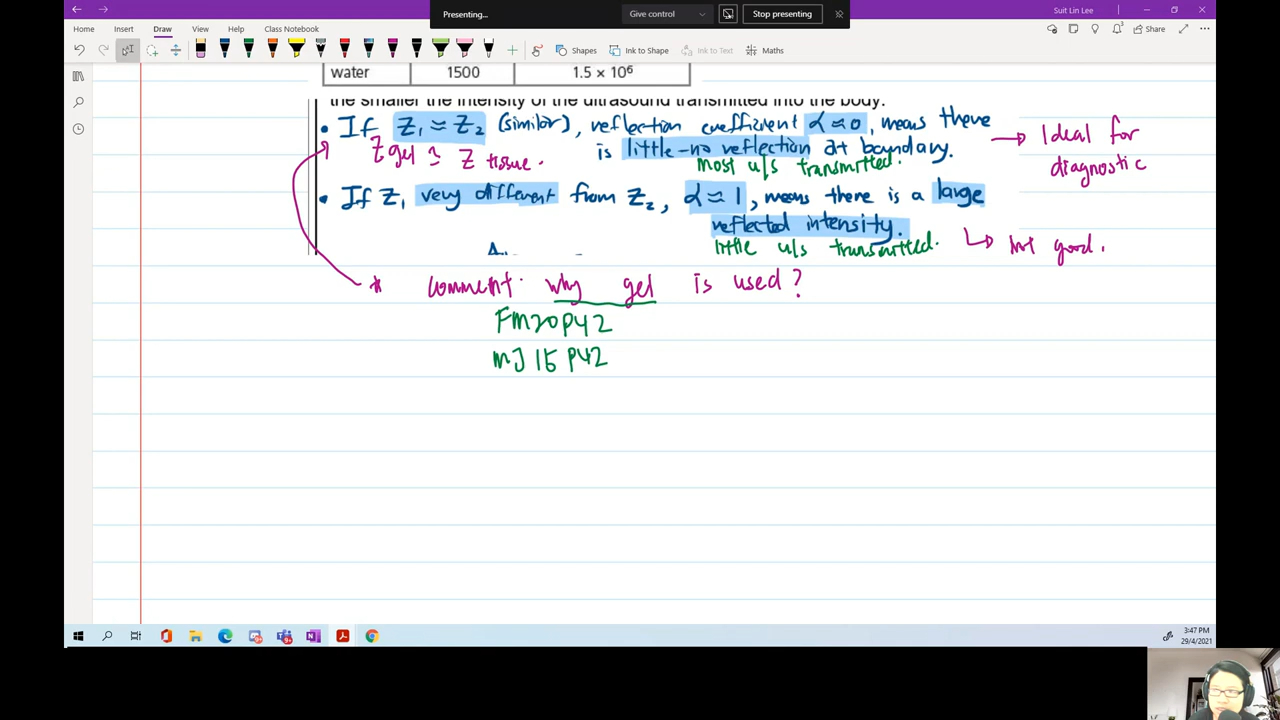 Suit Lin Lee
Presenting...
Give control
Stop presenting
Home Insert Draw View Help Class Notebook
Share
Shapes Ink to Shape Ink to Text Maths
water 1500 1.5 × 10⁶
the smaller the intensity of the ultrasound transmitted into the body.
• If Z₁ ≈ Z₂ (similar), reflection coefficient α ≈ 0, means there
is little-no reflection at boundary.
Z gel ≈ Z tissue.
most u/s transmitted.
→ Ideal for
diagnostic
• If Z₁ very different from Z₂, α ≈ 1, means there is a large
reflected intensity.
little u/s transmitted.
↳ not good.
* comment why gel is used?
FM20P42
MJ15P42
3:47 PM
29/4/2021